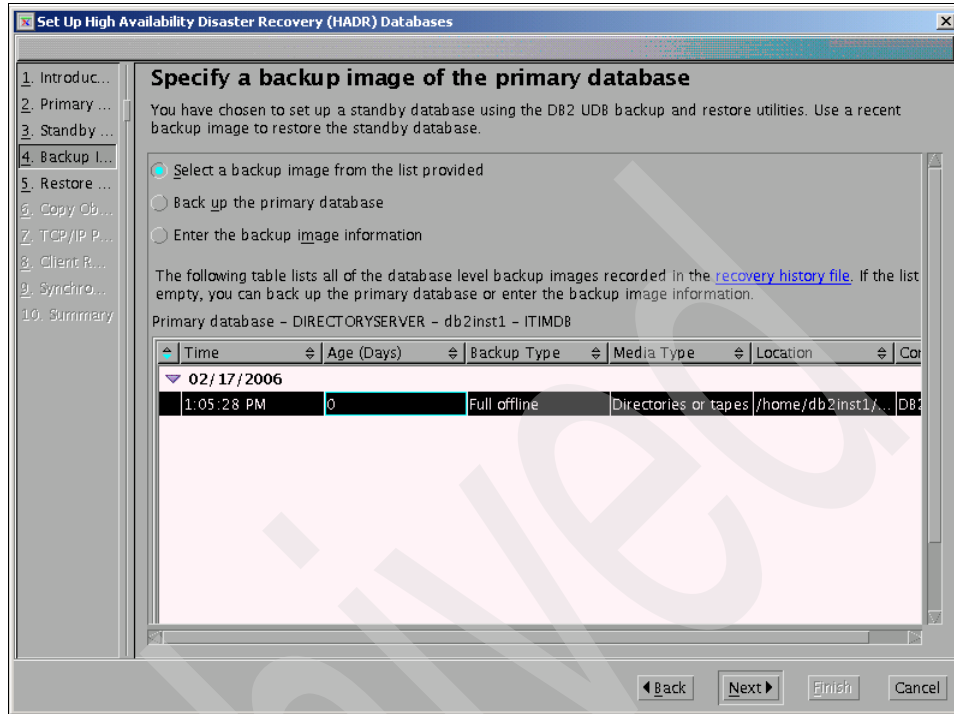 Set Up High Availability Disaster Recovery (HADR) Databases
1. Introduc...
2. Primary ...
3. Standby ...
4. Backup I...
5. Restore ...
6. Copy Ob...
7. TCP/IP P...
8. Client R...
9. Synchro...
10. Summary
Specify a backup image of the primary database
You have chosen to set up a standby database using the DB2 UDB backup and restore utilities. Use a recent
backup image to restore the standby database.
Select a backup image from the list provided
Back up the primary database
Enter the backup image information
The following table lists all of the database level backup images recorded in the recovery history file. If the list
empty, you can back up the primary database or enter the backup image information.
Primary database – DIRECTORYSERVER – db2inst1 – ITIMDB
Time Age (Days) Backup Type Media Type Location Cor
02/17/2006
1:05:28 PM 0 Full offline Directories or tapes /home/db2inst1/... DB2
Back Next Finish Cancel